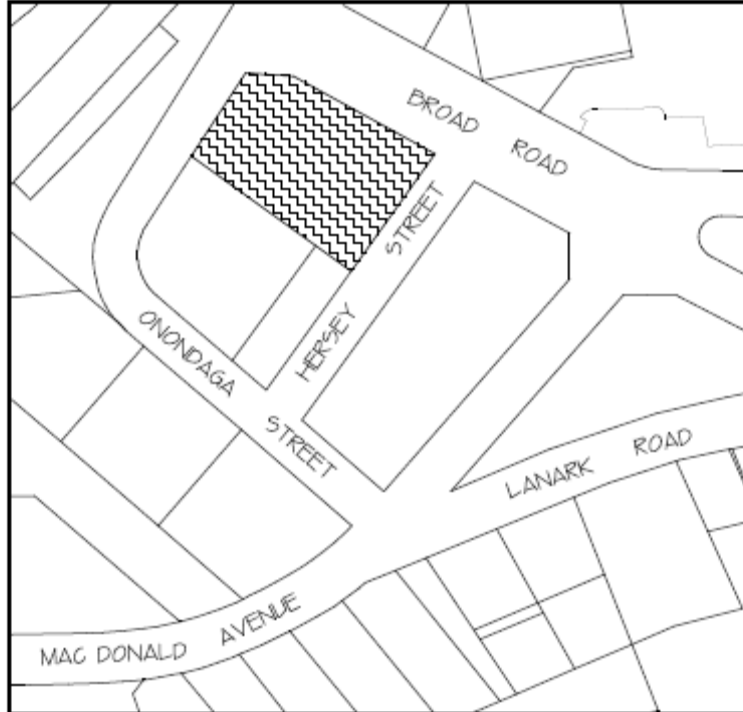 BROAD ROAD
HERSEY STREET
ONONDAGA STREET
LANARK ROAD
MAC DONALD AVENUE